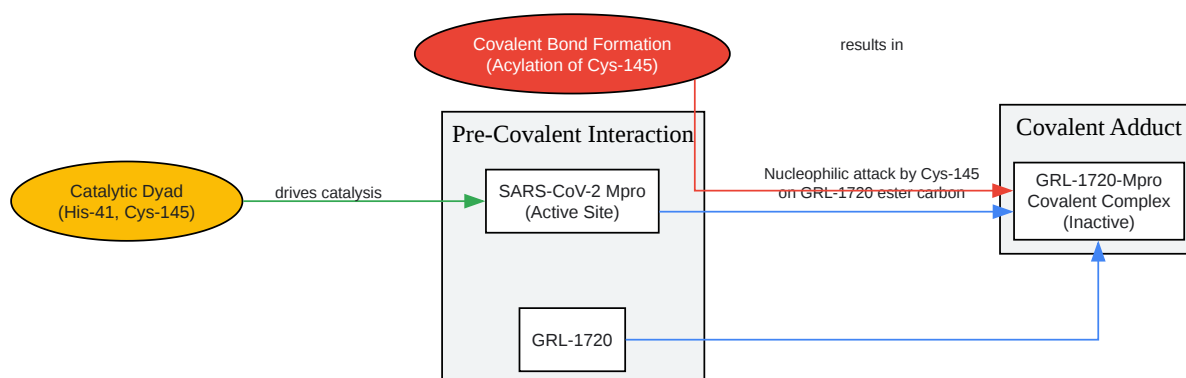 Covalent Bond Formation
(Acylation of Cys-145)
results in
Pre-Covalent Interaction
Covalent Adduct
Catalytic Dyad
(His-41, Cys-145)
drives catalysis
SARS-CoV-2 Mpro
(Active Site)
Nucleophilic attack by Cys-145
on GRL-1720 ester carbon
GRL-1720-Mpro
Covalent Complex
(Inactive)
GRL-1720